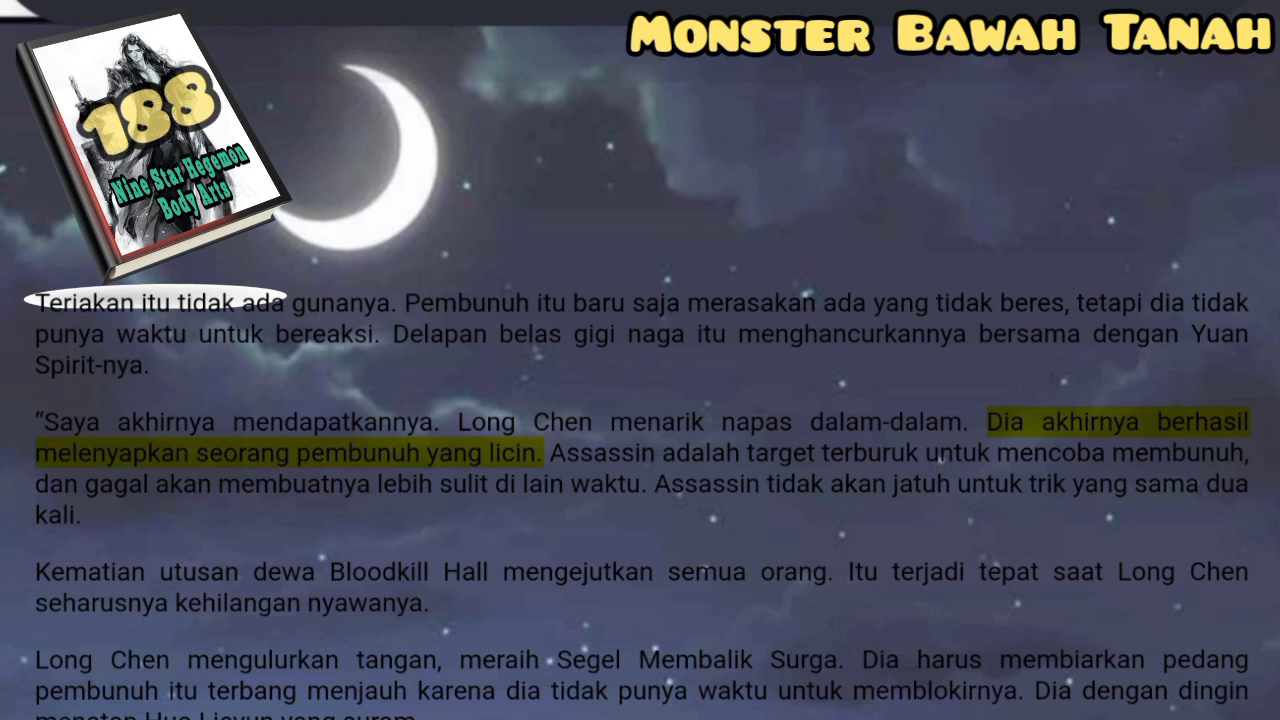 Monster Bawah Tanah
188
Nine Star Hegemon
Body Arts
Teriakan itu tidak ada gunanya. Pembunuh itu baru saja merasakan ada yang tidak beres, tetapi dia tidak
punya waktu untuk bereaksi. Delapan belas gigi naga itu menghancurkannya bersama dengan Yuan
Spirit-nya.
“Saya akhirnya mendapatkannya. Long Chen menarik napas dalam-dalam. Dia akhirnya berhasil
melenyapkan seorang pembunuh yang licin. Assassin adalah target terburuk untuk mencoba membunuh,
dan gagal akan membuatnya lebih sulit di lain waktu. Assassin tidak akan jatuh untuk trik yang sama dua
kali.
Kematian utusan dewa Bloodkill Hall mengejutkan semua orang. Itu terjadi tepat saat Long Chen
seharusnya kehilangan nyawanya.
Long Chen mengulurkan tangan, meraih Segel Membalik Surga. Dia harus membiarkan pedang
pembunuh itu terbang menjauh karena dia tidak punya waktu untuk memblokirnya. Dia dengan dingin